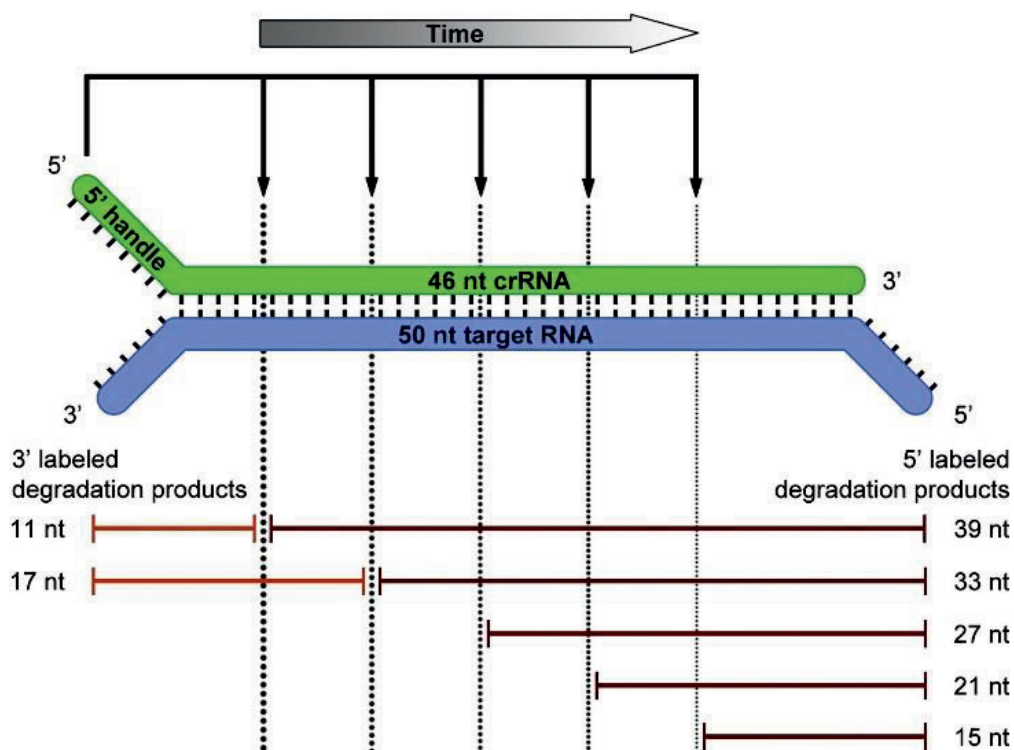 Time
5’
5’ handle
46 nt crRNA
3’
50 nt target RNA
3’
5’
3’ labeled
degradation products
5’ labeled
degradation products
11 nt
39 nt
17 nt
33 nt
27 nt
21 nt
15 nt